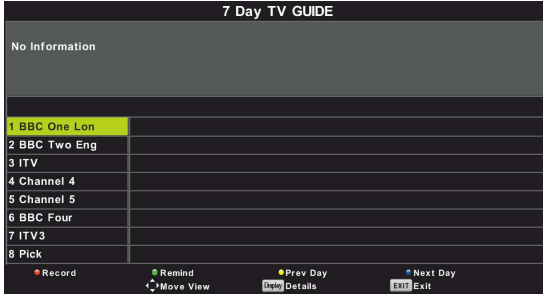 7 Day TV GUIDE
No Information
1 BBC One Lon
2 BBC Two Eng
3 ITV
4 Channel 4
5 Channel 5
6 BBC Four
7 ITV3
8 Pick
Record Remind Prev Day Next Day
Move View Display Details EXIT Exit